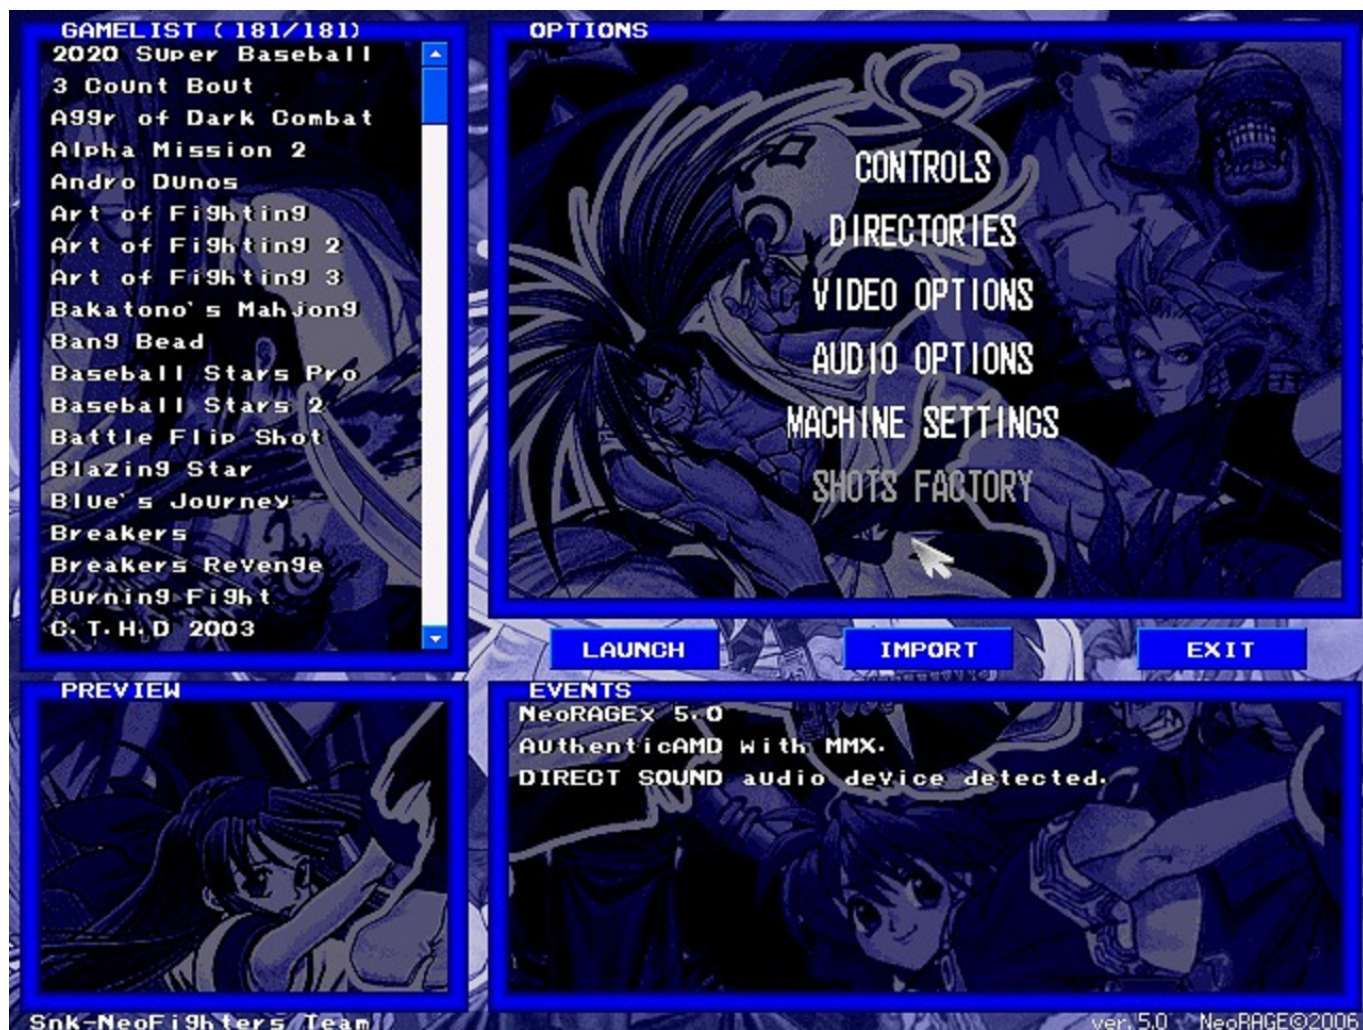 GAMELIST ( 181/181)
2020 Super Baseball
3 Count Bout
Aggr of Dark Combat
Alpha Mission 2
Andro Dunos
Art of Fighting
Art of Fighting 2
Art of Fighting 3
Bakatono's Mahjong
Bang Bead
Baseball Stars Pro
Baseball Stars 2
Battle Flip Shot
Blazing Star
Blue's Journey
Breakers
Breakers Revenge
Burning Fight
C.T.H.D 2003
OPTIONS
CONTROLS
DIRECTORIES
VIDEO OPTIONS
AUDIO OPTIONS
MACHINE SETTINGS
SHOTS FACTORY
LAUNCH
IMPORT
EXIT
PREVIEW
EVENTS
NeoRAGEx 5.0
AuthenticAMD with MMX.
DIRECT SOUND audio device detected.
Snk-NeoFighters Team
ver 5.0 - NeoRAGE©2006